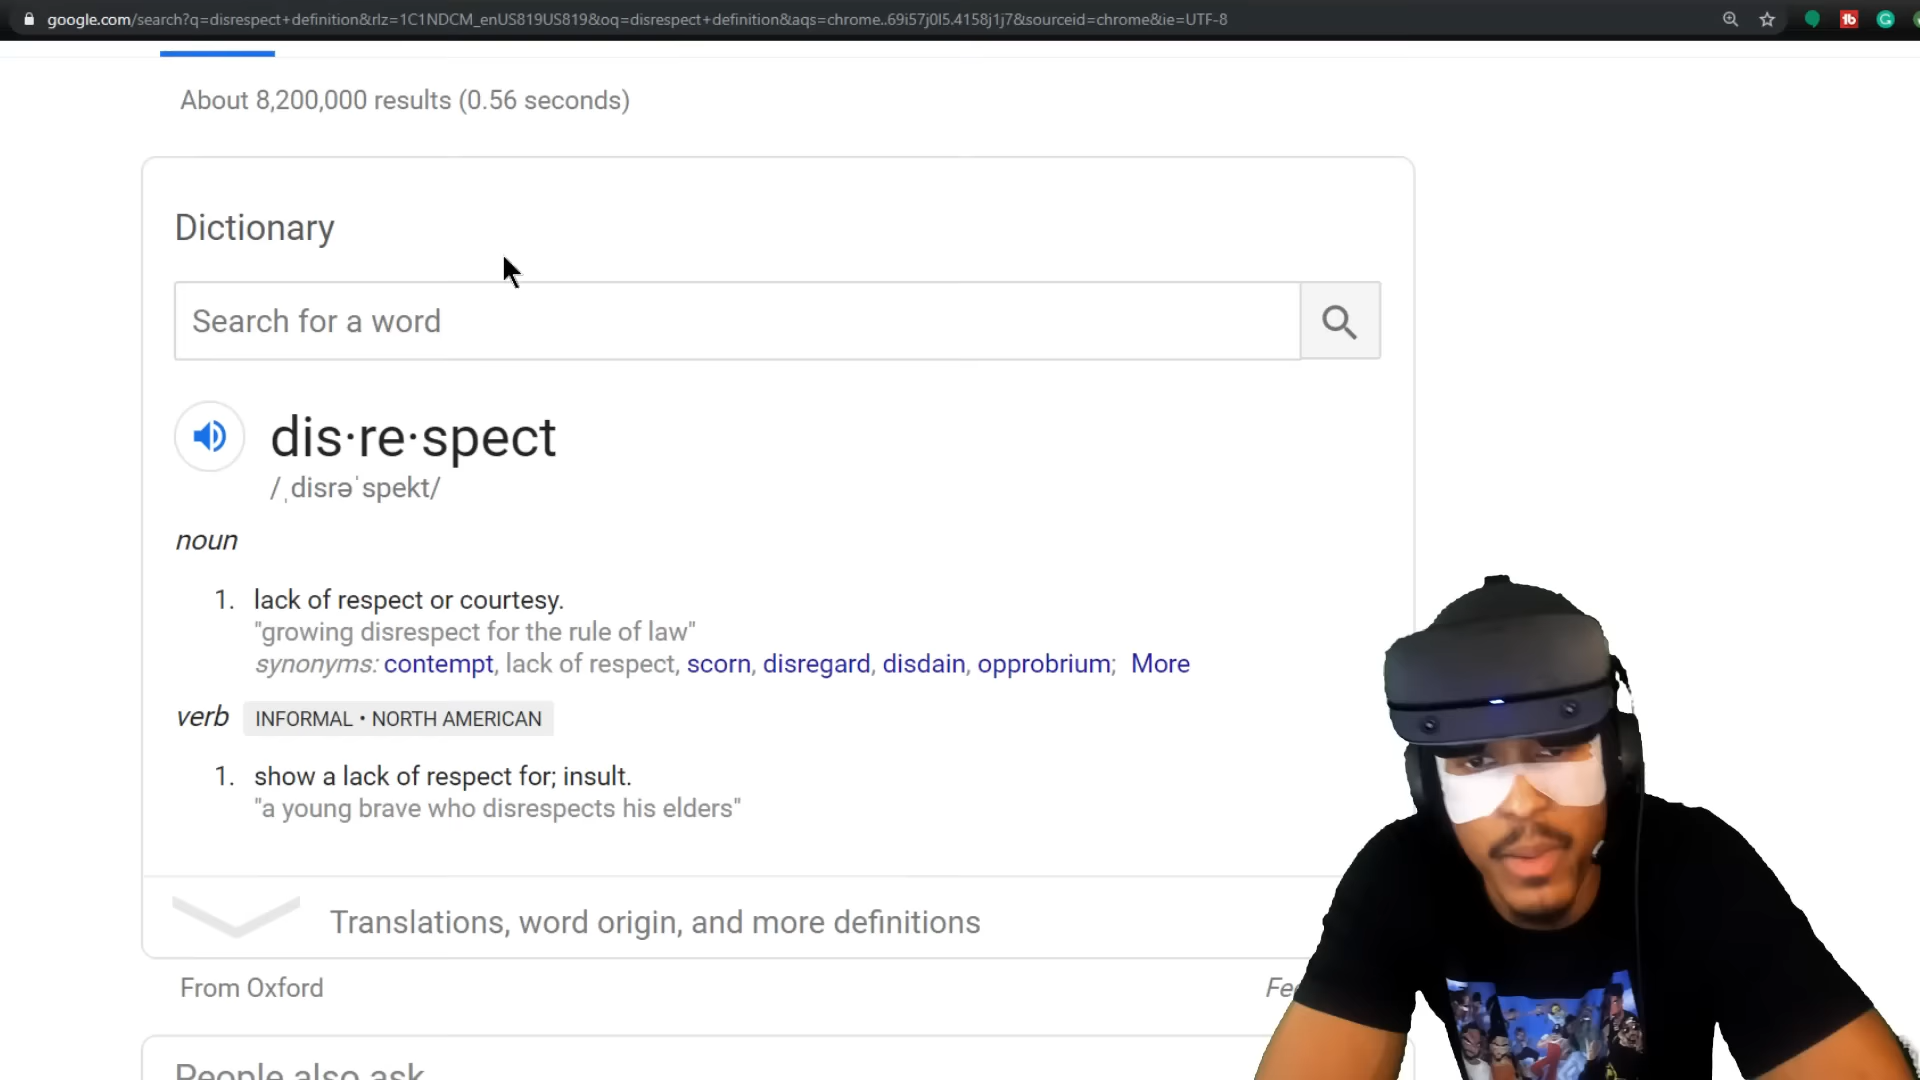 google.com/search?q=disrespect+definition&rlz=1C1NDCM_enUS819US819&oq=disrespect+definition&aqs=chrome..69i57j0l5.4158j1j7&sourceid=chrome&ie=UTF-8
About 8,200,000 results (0.56 seconds)
Dictionary
Search for a word
dis·re·spect
/ˌdisrəˈspekt/
noun
1. lack of respect or courtesy.
"growing disrespect for the rule of law"
synonyms: contempt, lack of respect, scorn, disregard, disdain, opprobrium; More
verb INFORMAL • NORTH AMERICAN
1. show a lack of respect for; insult.
"a young brave who disrespects his elders"
Translations, word origin, and more definitions
From Oxford
People also ask